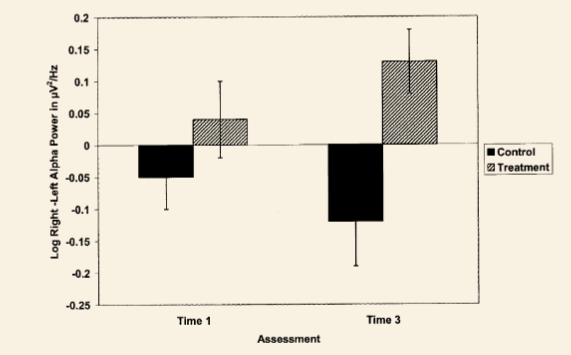 0.2
0.15
0.1
0.05
0
-0.05
-0.1
-0.15
-0.2
-0.25
Log Right -Left Alpha Power in µV²/Hz
Time 1 Time 3
Assessment
Control
Treatment